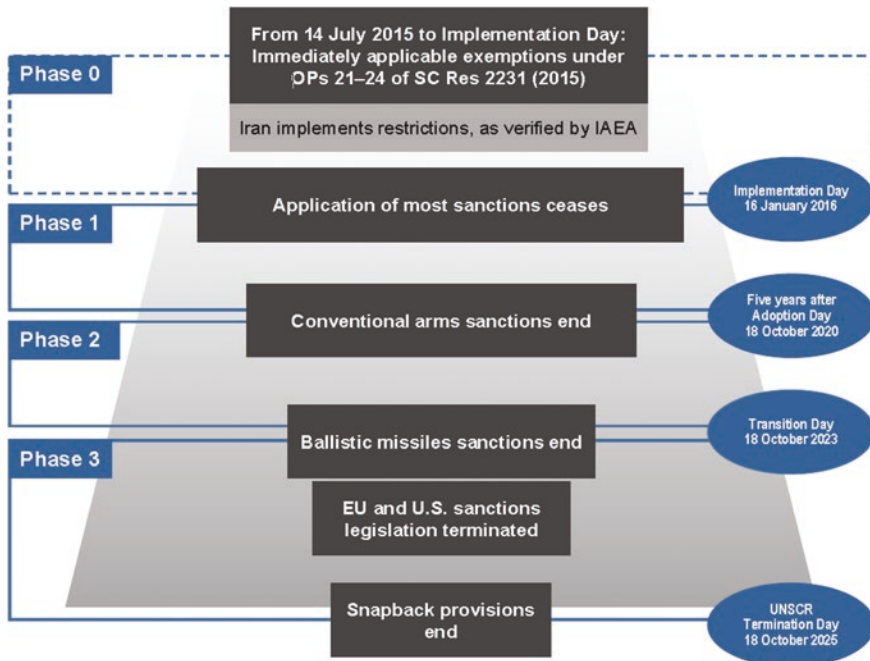 From 14 July 2015 to Implementation Day:
Immediately applicable exemptions under
OPs 21–24 of SC Res 2231 (2015)
Phase 0
Iran implements restrictions, as verified by IAEA
Application of most sanctions ceases
Implementation Day
16 January 2016
Phase 1
Conventional arms sanctions end
Five years after
Adoption Day
18 October 2020
Phase 2
Ballistic missiles sanctions end
Transition Day
18 October 2023
Phase 3
EU and U.S. sanctions
legislation terminated
Snapback provisions
end
UNSCR
Termination Day
18 October 2025